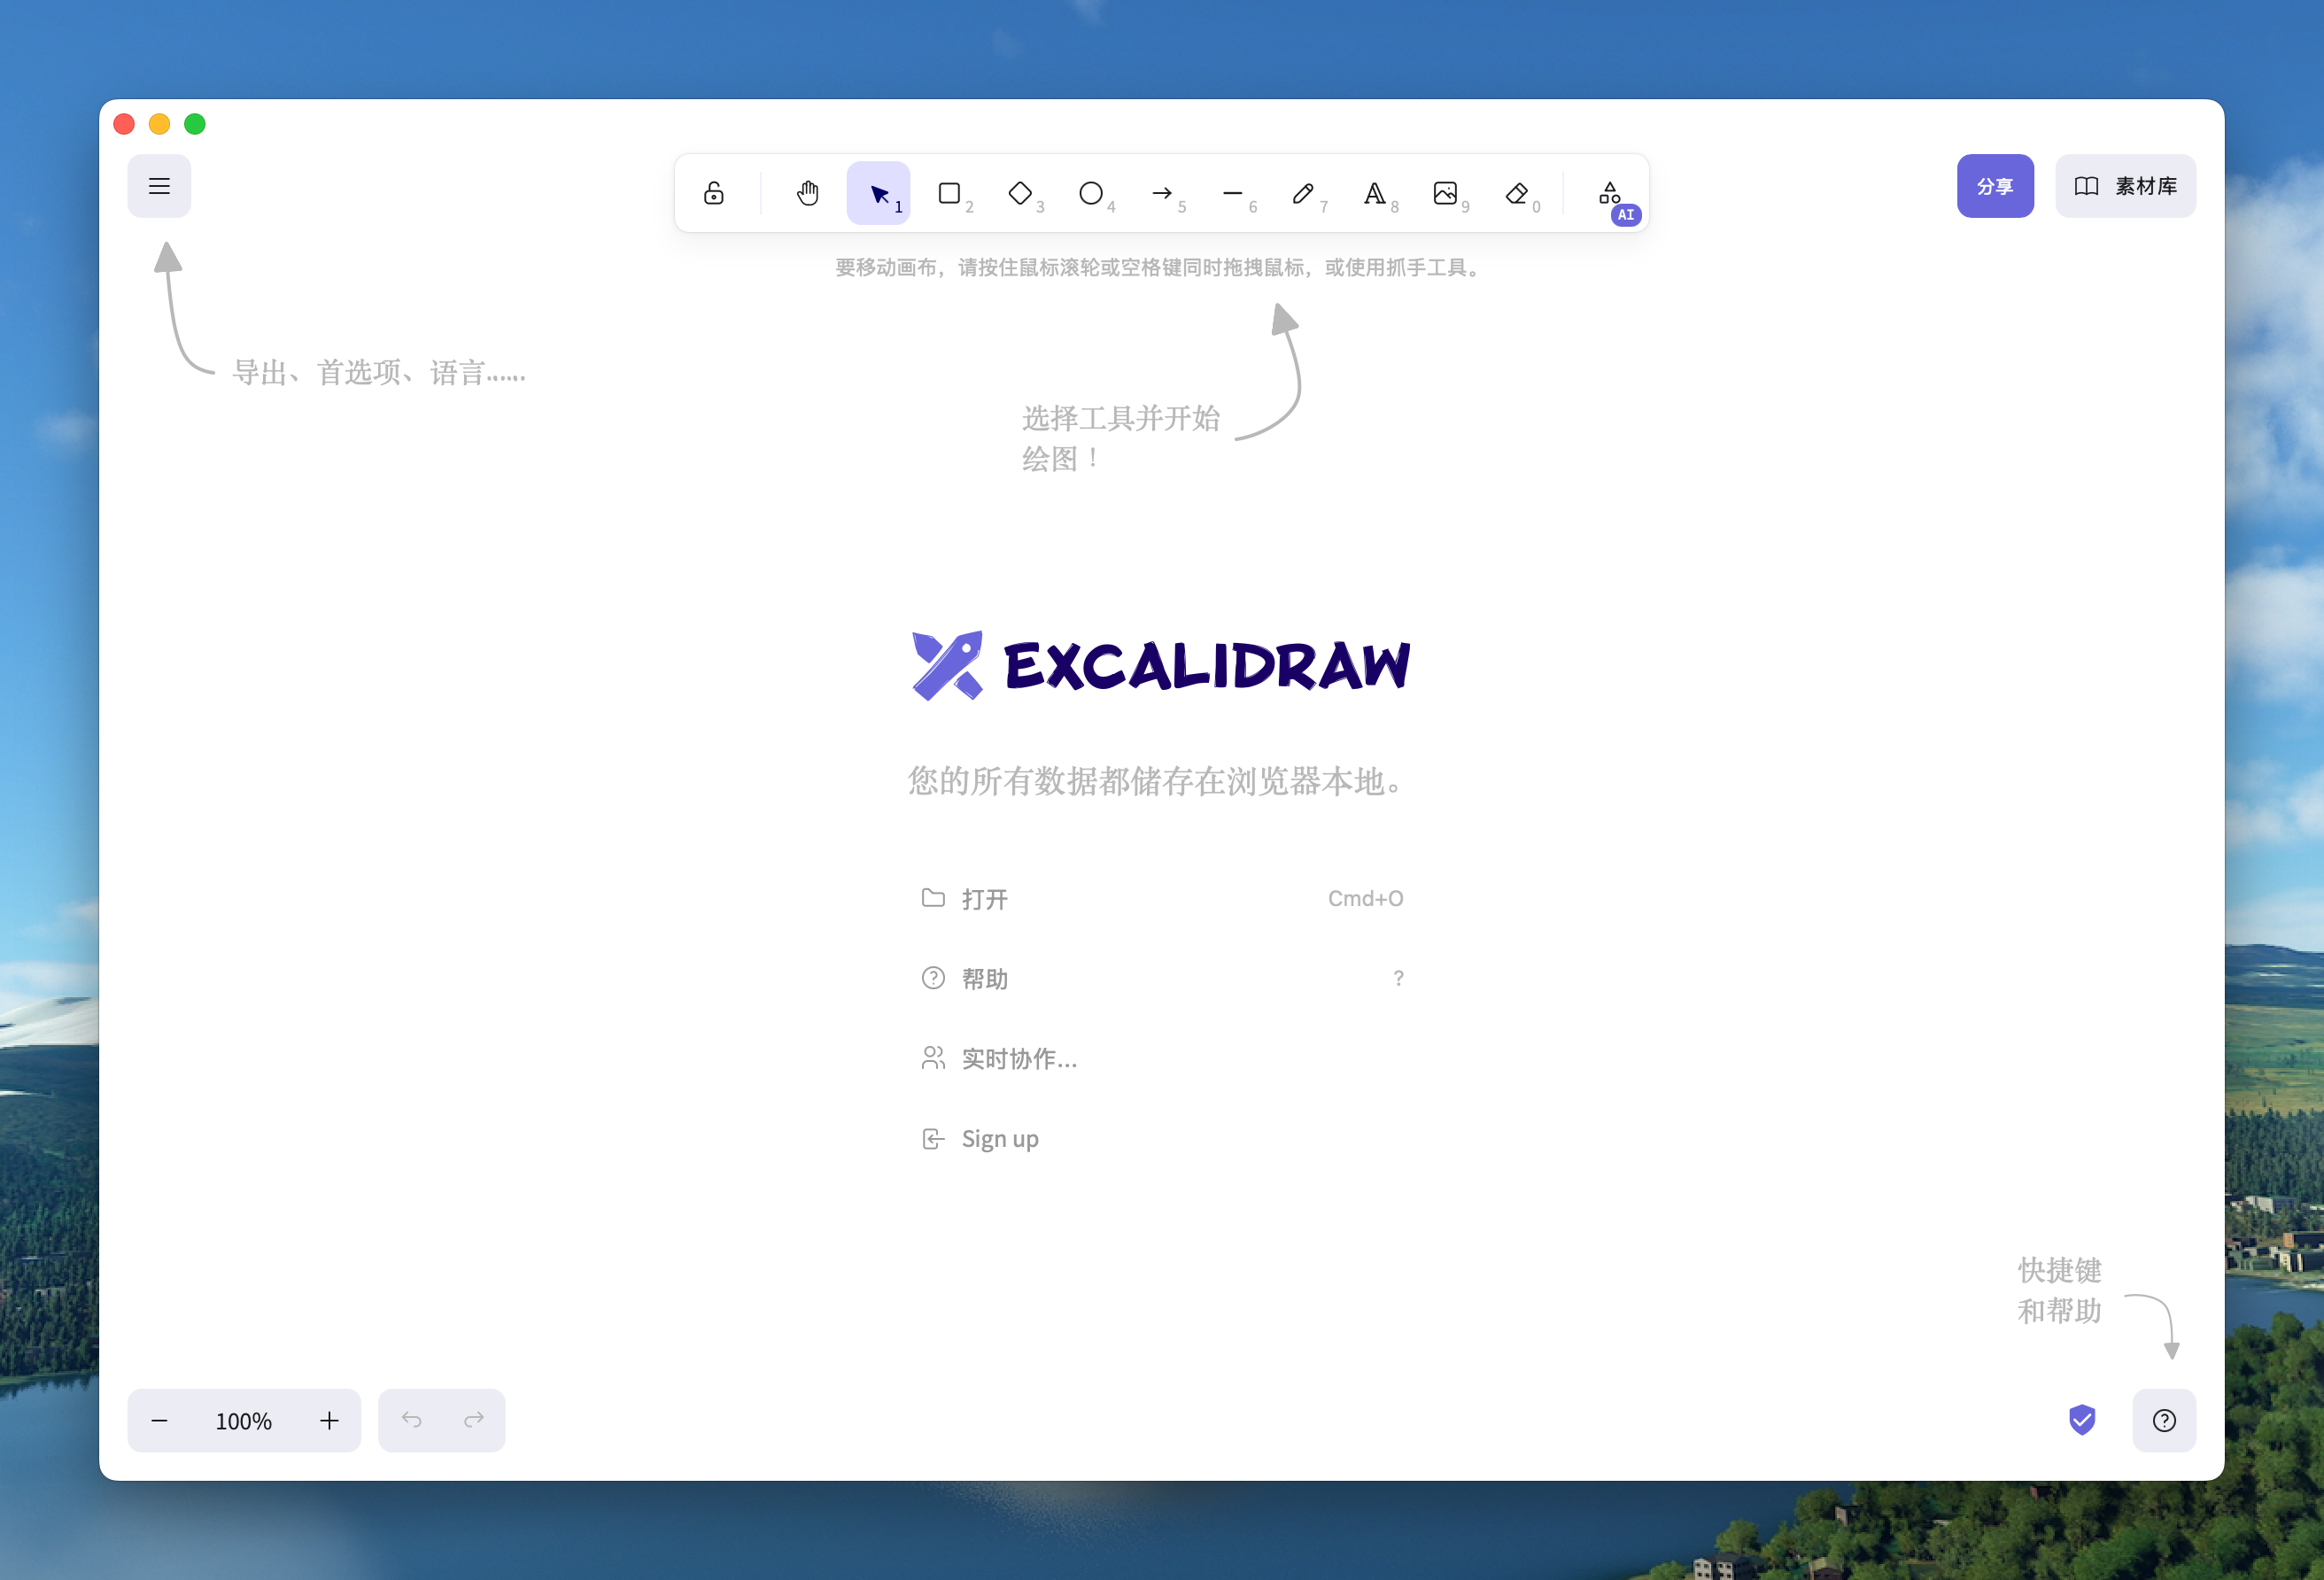 1
2
3
4
5
6
7
8
9
0
AI
分享
素材库
要移动画布，请按住鼠标滚轮或空格键同时拖拽鼠标，或使用抓手工具。
导出、首选项、语言……
选择工具并开始
绘图！
EXCALIDRAW
您的所有数据都储存在浏览器本地。
打开 Cmd+O
帮助 ?
实时协作...
Sign up
快捷键
和帮助
100%